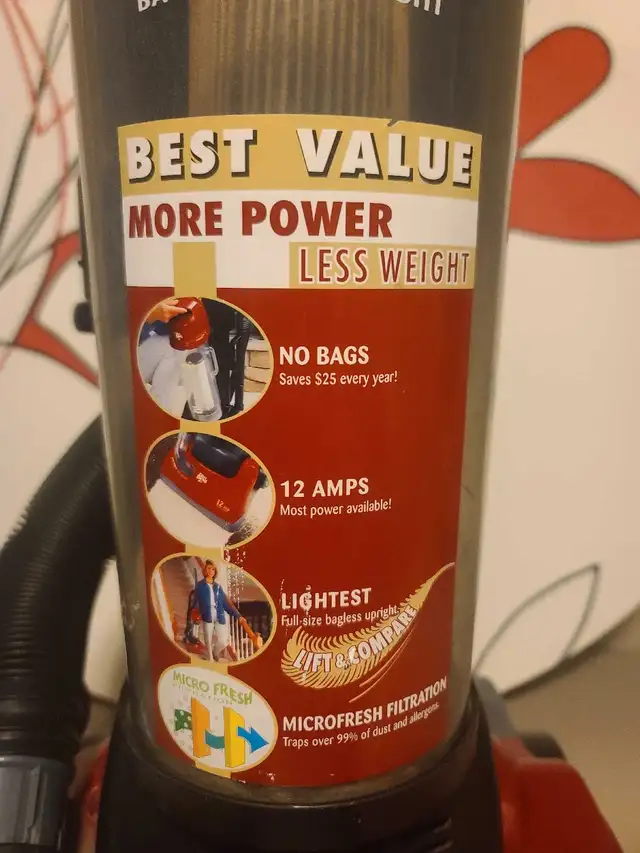 BEST VALUE
MORE POWER
LESS WEIGHT
NO BAGS
Saves $25 every year!
12 AMPS
Most power available!
LIGHTEST
Full-size bagless upright.
LIFT & COMPARE
MICRO FRESH
FILTRATION
MICROFRESH FILTRATION
Traps over 99% of dust and allergens.